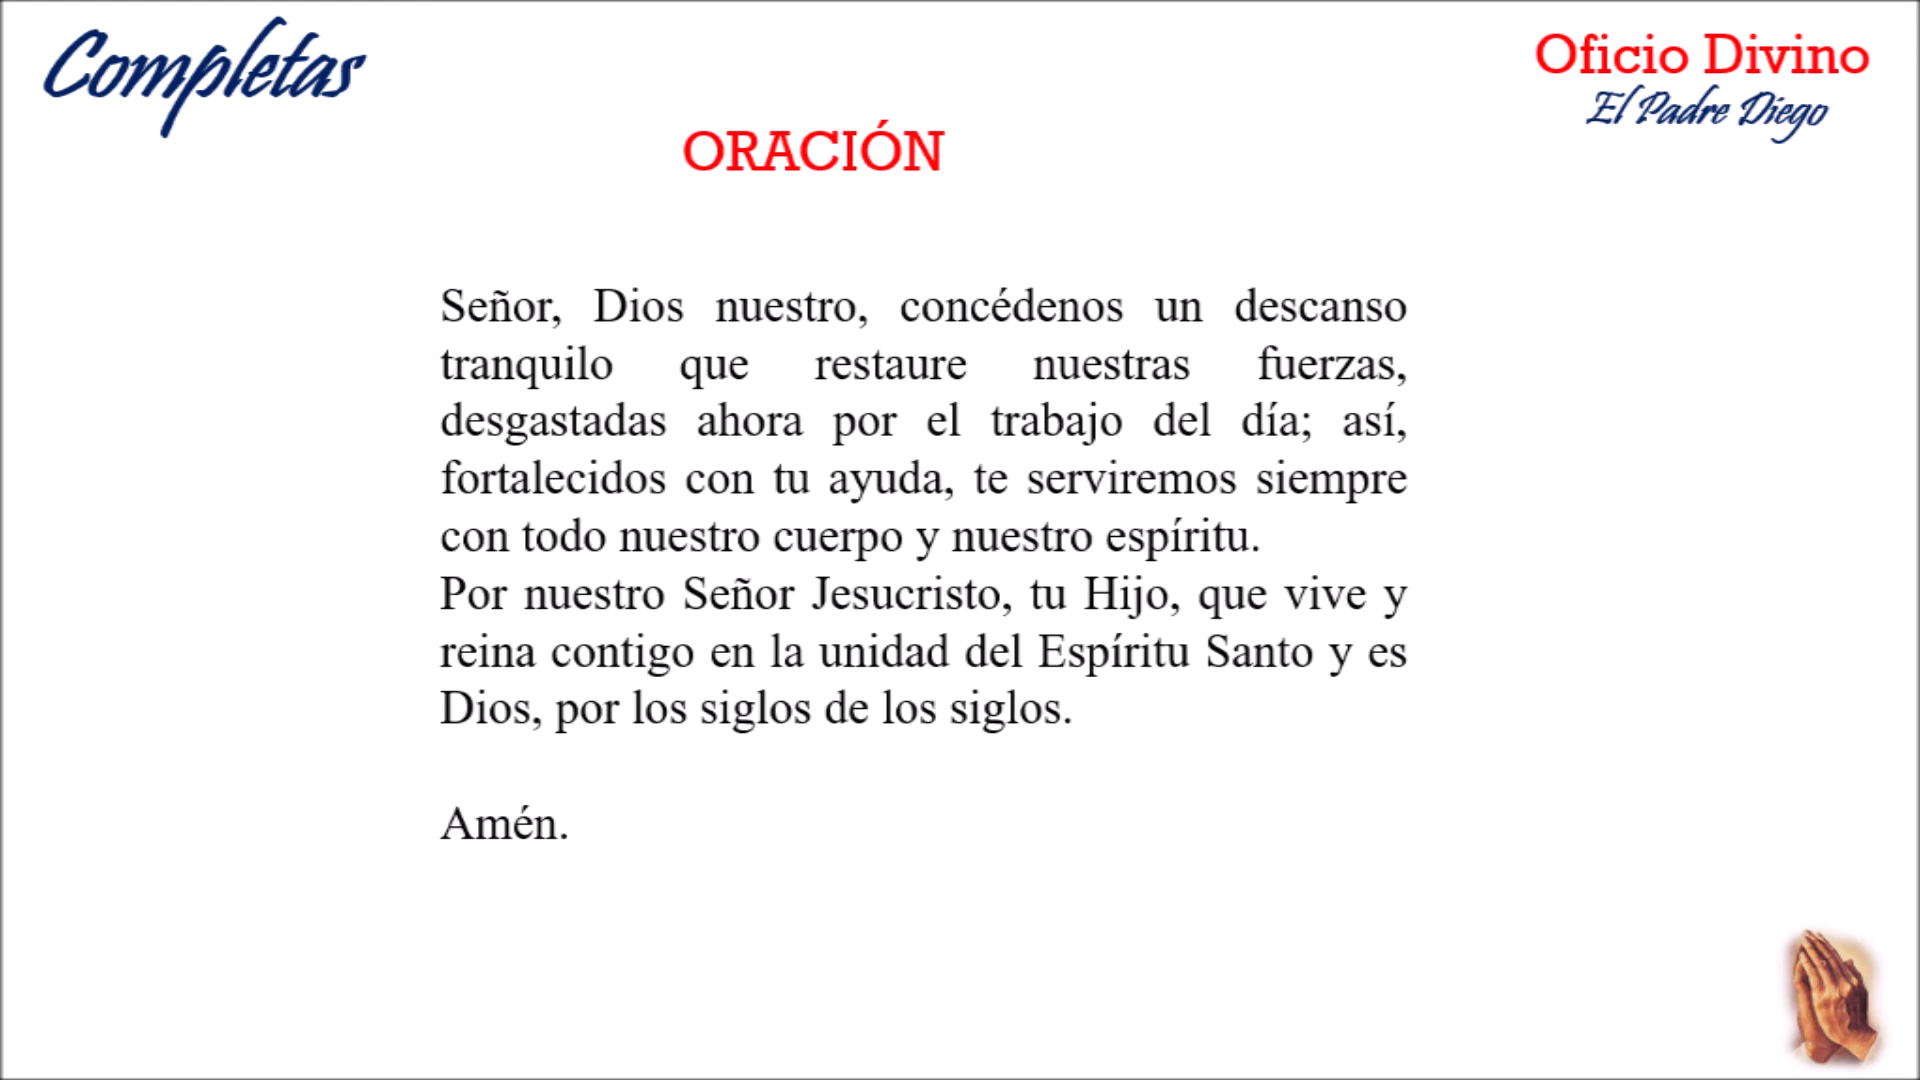 Completas
Oficio Divino
El Padre Diego
ORACIÓN
Señor, Dios nuestro, concédenos un descanso
tranquilo que restaure nuestras fuerzas,
desgastadas ahora por el trabajo del día; así,
fortalecidos con tu ayuda, te serviremos siempre
con todo nuestro cuerpo y nuestro espíritu.
Por nuestro Señor Jesucristo, tu Hijo, que vive y
reina contigo en la unidad del Espíritu Santo y es
Dios, por los siglos de los siglos.
Amén.